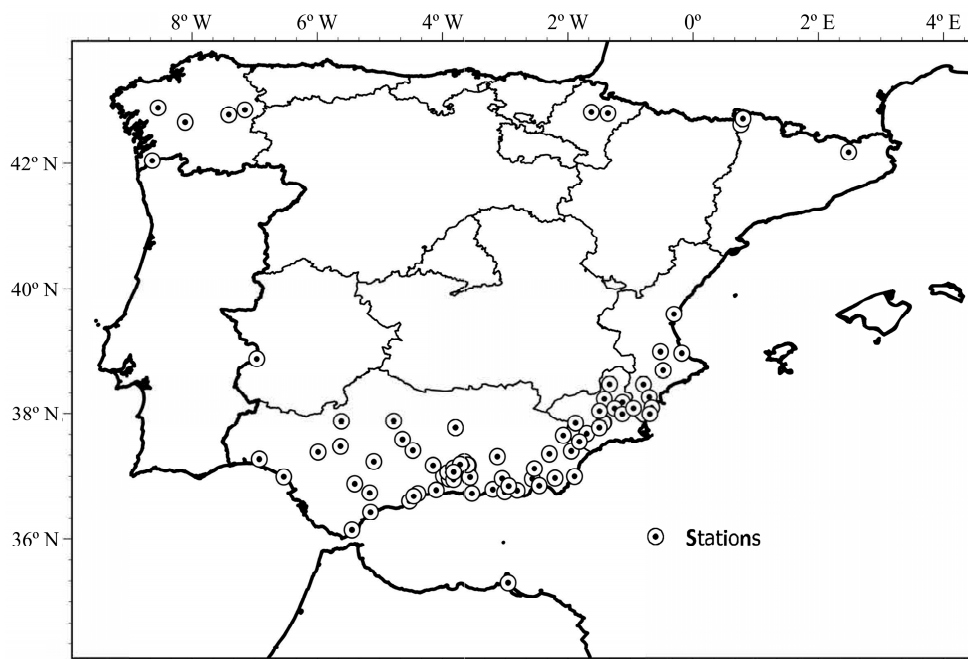 8º W 6º W 4º W 2º W 0º 2º E 4º E
42º N
40º N
38º N
36º N
Stations